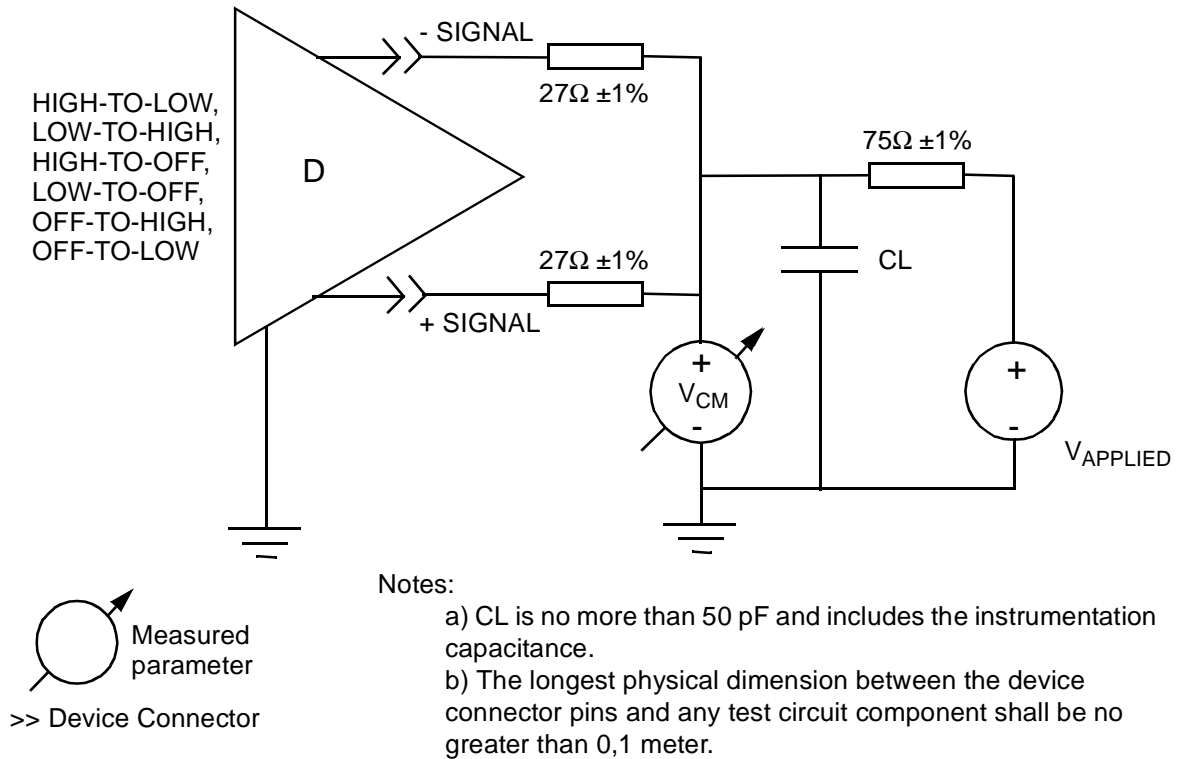 - SIGNAL
27Ω ±1%
HIGH-TO-LOW,
LOW-TO-HIGH,
HIGH-TO-OFF,
LOW-TO-OFF,
OFF-TO-HIGH,
OFF-TO-LOW
D
75Ω ±1%
27Ω ±1%
CL
+ SIGNAL
+
VCM
-
+
-
VAPPLIED
Measured
parameter
>> Device Connector
Notes:
a) CL is no more than 50 pF and includes the instrumentation
capacitance.
b) The longest physical dimension between the device
connector pins and any test circuit component shall be no
greater than 0,1 meter.